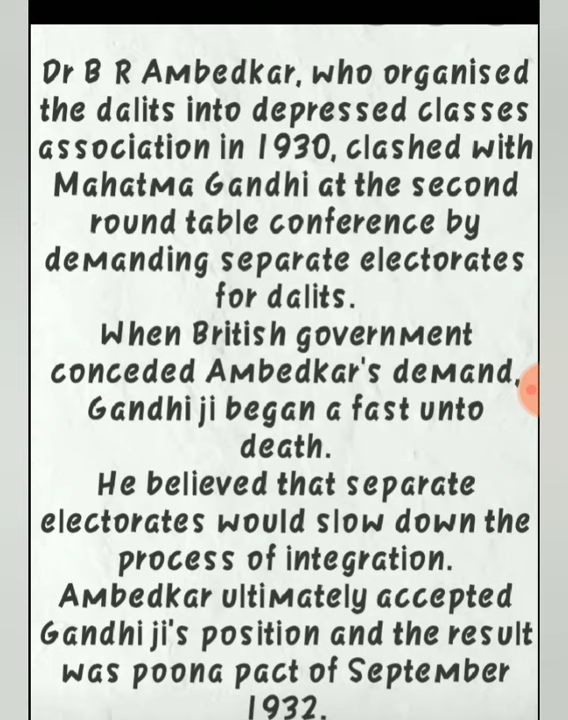 Dr B R Ambedkar, who organised
the dalits into depressed classes
association in 1930, clashed with
Mahatma Gandhi at the second
round table conference by
demanding separate electorates
for dalits.
When British government
conceded Ambedkar's demand,
Gandhi ji began a fast unto
death.
He believed that separate
electorates would slow down the
process of integration.
Ambedkar ultimately accepted
Gandhi ji's position and the result
was poona pact of September
1932.